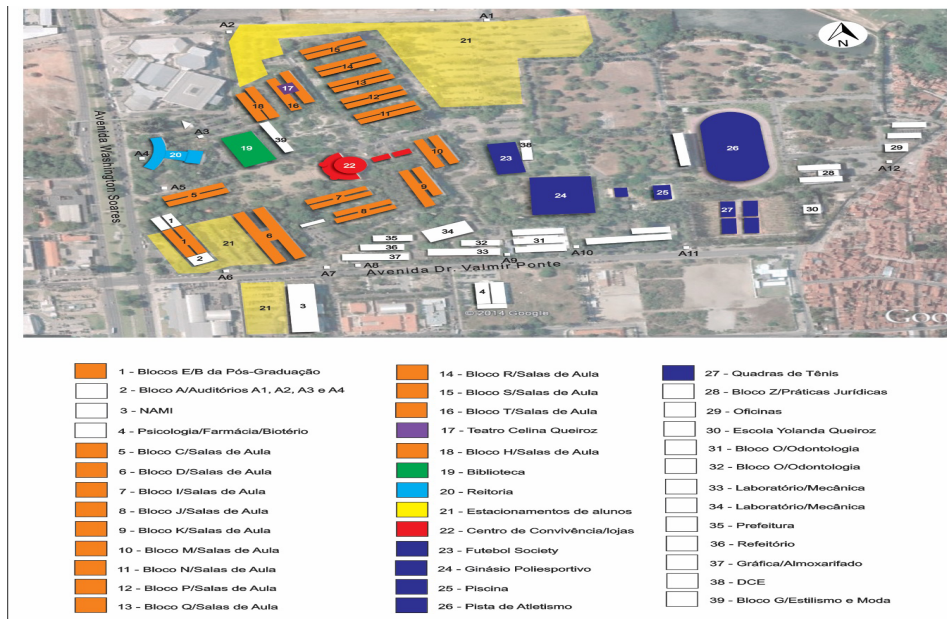 A1
A2
21
15
14
17
13
18
16
12
11
N
A3
39
10
A4
20
19
22
23
38
26
29
A12
28
A5
5
7
9
24
25
8
27
30
1
6
34
1
21
35
32
31
2
36
33
37
A9
A10
A11
A6
A7
A8
Avenida Washington Soares
Avenida Dr. Valmir Ponte
21
3
4
© 2014 Google
Goo
1 - Blocos E/B da Pós-Graduação
2 - Bloco A/Auditórios A1, A2, A3 e A4
3 - NAMI
4 - Psicologia/Farmácia/Biotério
5 - Bloco C/Salas de Aula
6 - Bloco D/Salas de Aula
7 - Bloco I/Salas de Aula
8 - Bloco J/Salas de Aula
9 - Bloco K/Salas de Aula
10 - Bloco M/Salas de Aula
11 - Bloco N/Salas de Aula
12 - Bloco P/Salas de Aula
13 - Bloco Q/Salas de Aula
14 - Bloco R/Salas de Aula
15 - Bloco S/Salas de Aula
16 - Bloco T/Salas de Aula
17 - Teatro Celina Queiroz
18 - Bloco H/Salas de Aula
19 - Biblioteca
20 - Reitoria
21 - Estacionamentos de alunos
22 - Centro de Convivência/lojas
23 - Futebol Society
24 - Ginásio Poliesportivo
25 - Piscina
26 - Pista de Atletismo
27 - Quadras de Tênis
28 - Bloco Z/Práticas Jurídicas
29 - Oficinas
30 - Escola Yolanda Queiroz
31 - Bloco O/Odontologia
32 - Bloco O/Odontologia
33 - Laboratório/Mecânica
34 - Laboratório/Mecânica
35 - Prefeitura
36 - Refeitório
37 - Gráfica/Almoxarifado
38 - DCE
39 - Bloco G/Estilismo e Moda